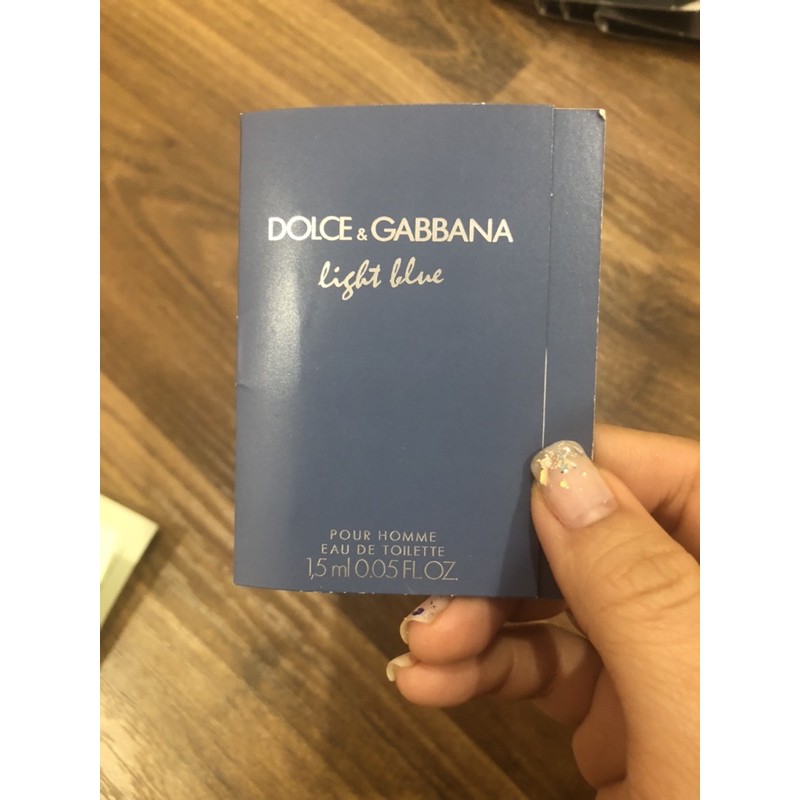 DOLCE & GABBANA
light blue
POUR HOMME
EAU DE TOILETTE
1,5 ml 0.05 FL OZ.